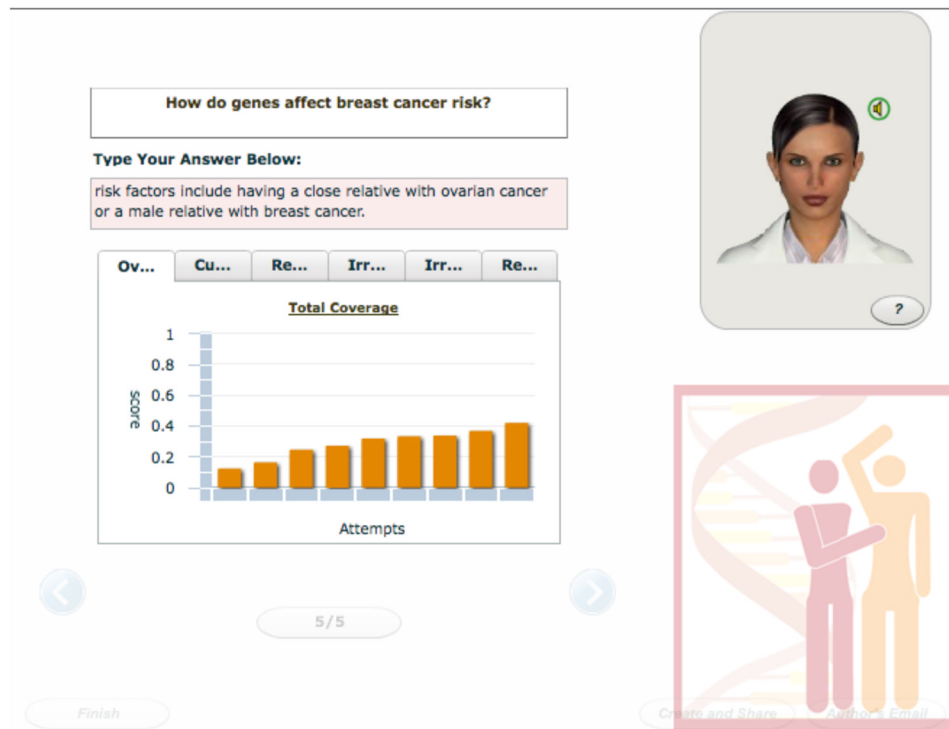 How do genes affect breast cancer risk?
Type Your Answer Below:
risk factors include having a close relative with ovarian cancer
or a male relative with breast cancer.
Ov... Cu... Re... Irr... Irr... Re...
Total Coverage
1
0.8
0.6
0.4
0.2
0
score
Attempts
?
5/5
Finish
Create and Share
Author's Email